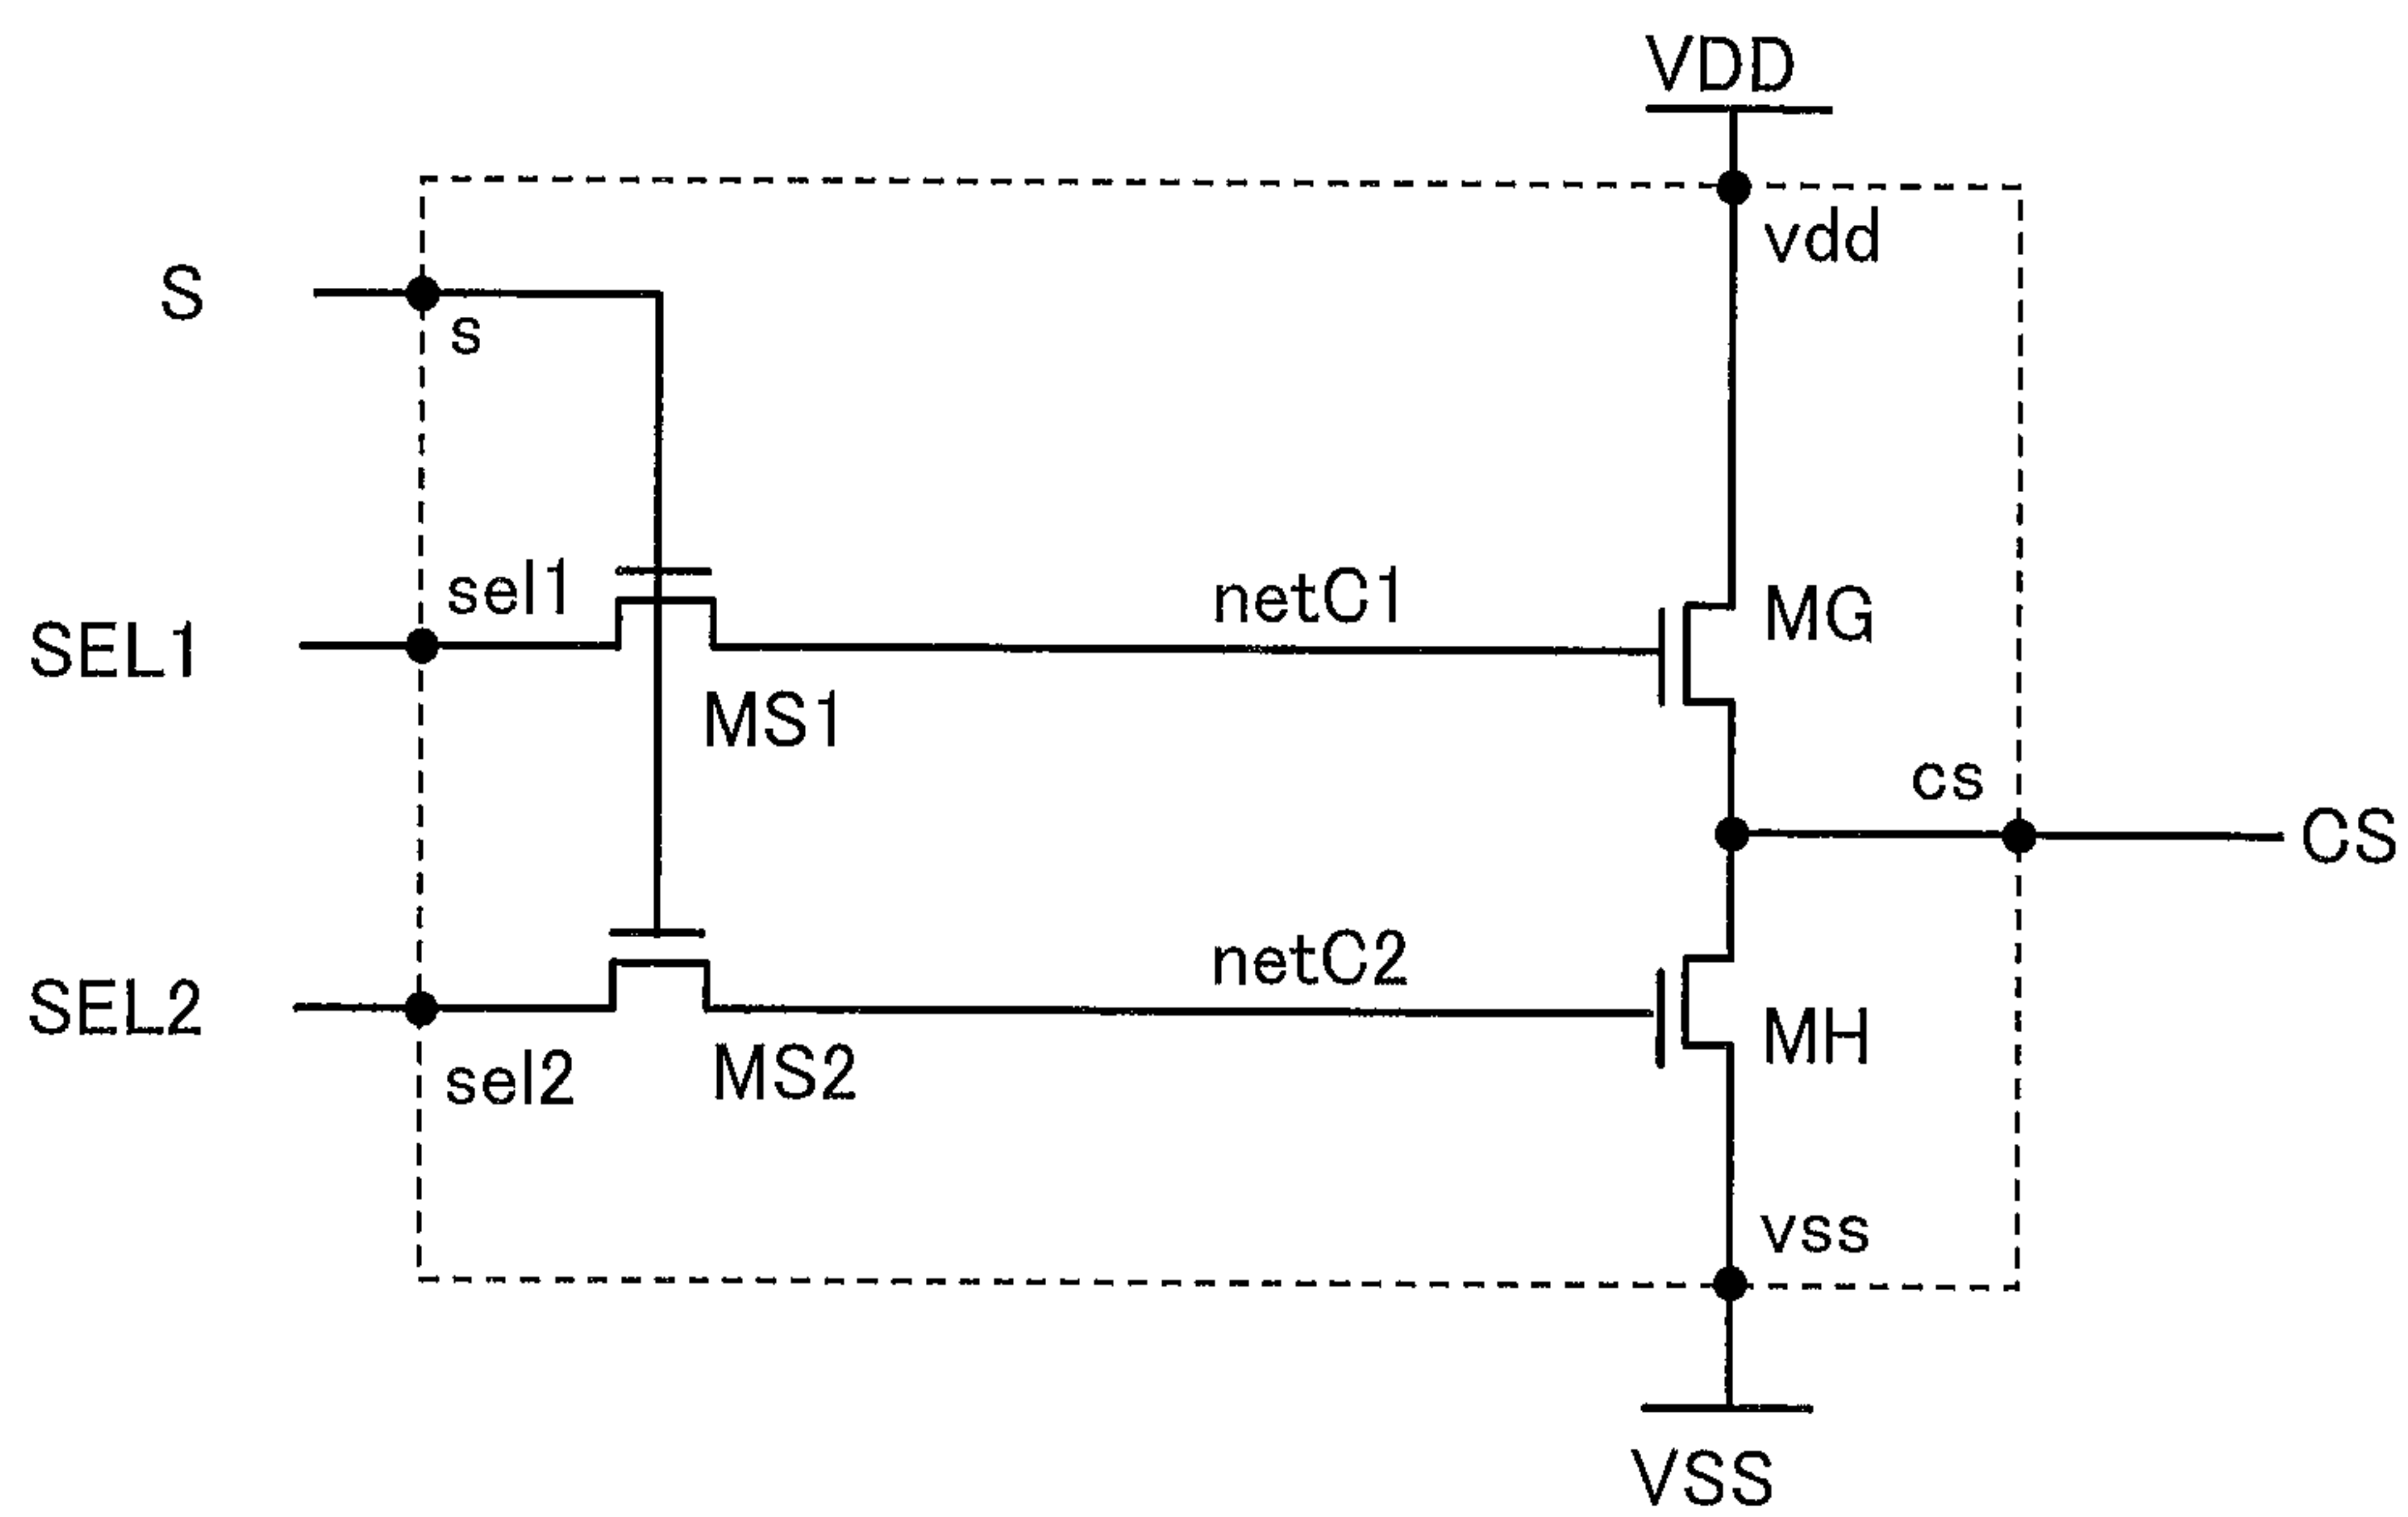 VDD
vdd
S
s
sel1
netC1
MG
SEL1
MS1
cs
CS
netC2
SEL2
MH
sel2
MS2
vss
VSS